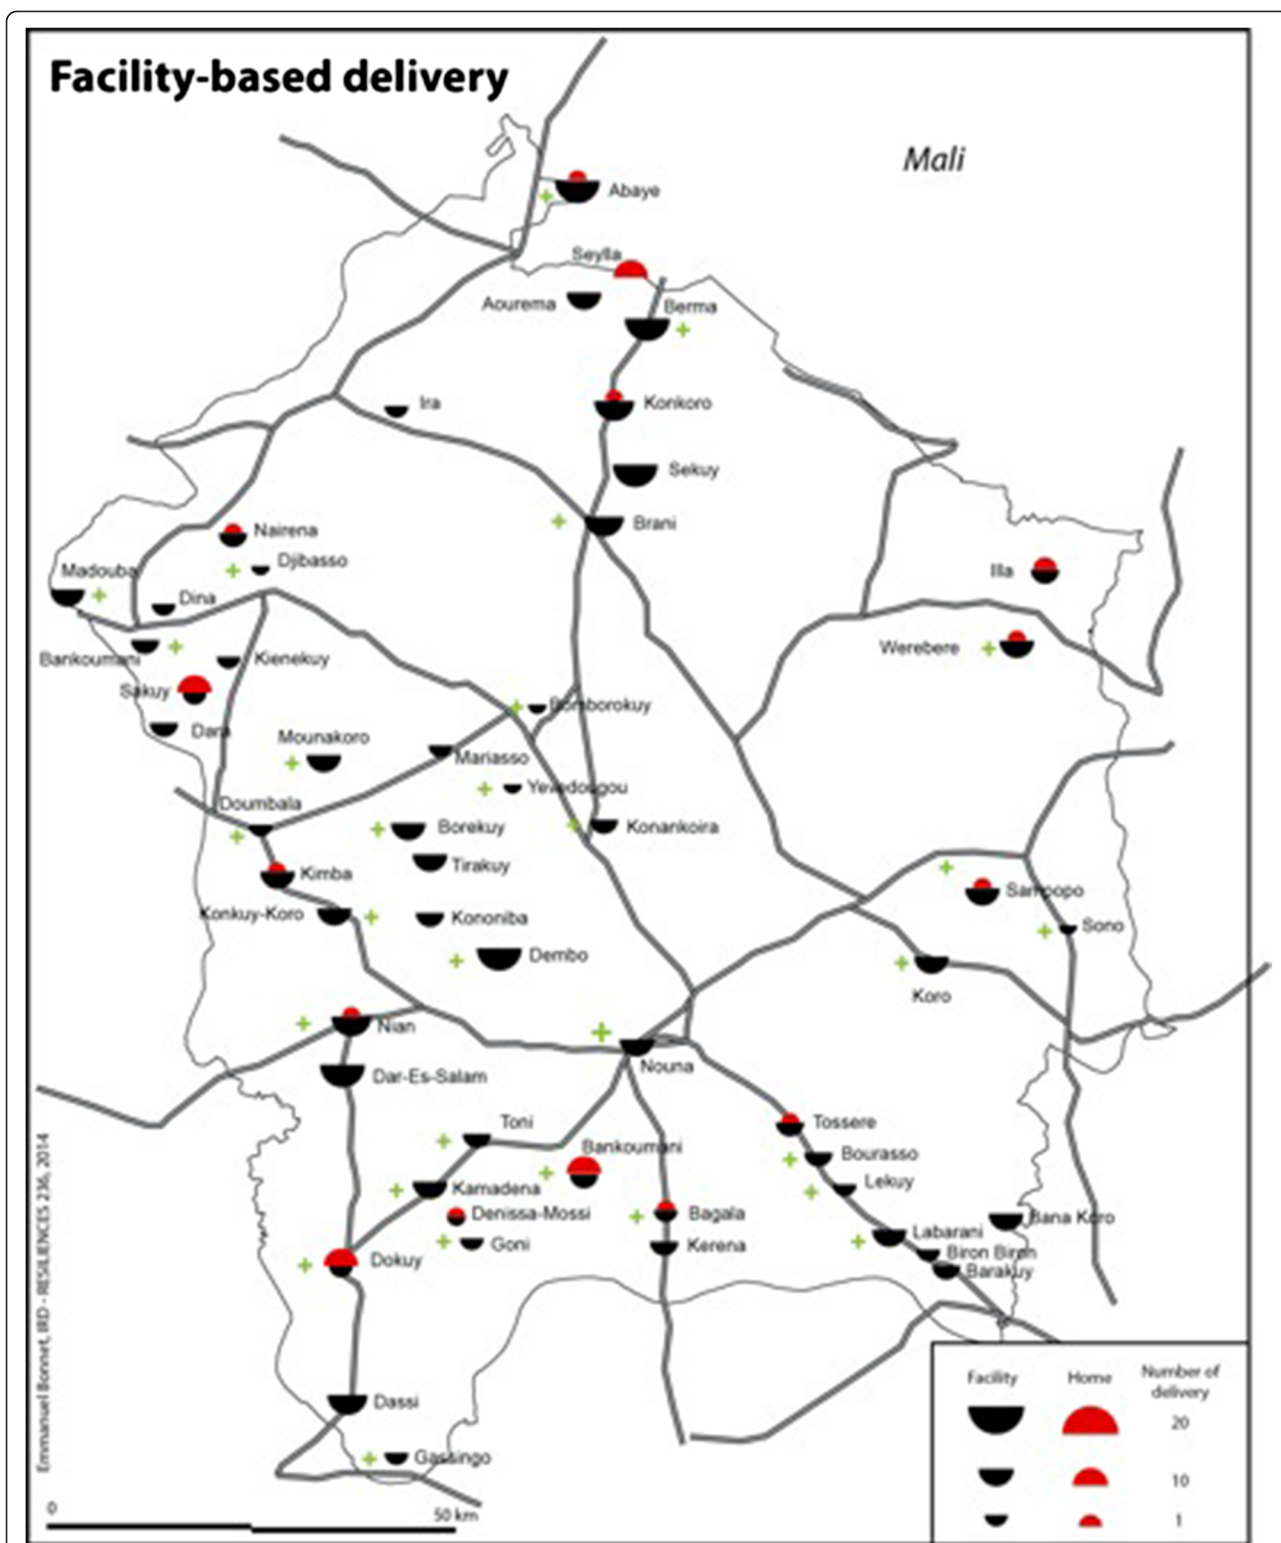 Facility-based delivery
Mali
Abaye
Seylla
Aourema
Berma
Ira
Konkoro
Sekuy
Brani
Nairena
Djibasso
Madouba
Dina
Illa
Werebere
Bankoumani
Kienekuy
Sakuy
Dara
Bomborokuy
Mounakoro
Mariasso
Yevedougou
Doumbala
Borekuy
Konankoira
Tirakuy
Kimba
Sampopo
Konkuy-Koro
Kononiba
Sono
Dembo
Koro
Nian
Nouna
Dar-Es-Salam
Toni
Tossere
Bankoumani
Bourasso
Kamadena
Lekuy
Denissa-Mossi
Bagala
Bana Koro
Goni
Kerena
Labarani
Biron Biron
Dokuy
Barakuy
Dassi
Gassingo
Emmanuel Bonnet, IRD - RESILIENCES 236, 2014
0
50 km
Facility
Home
Number of
delivery
20
10
1